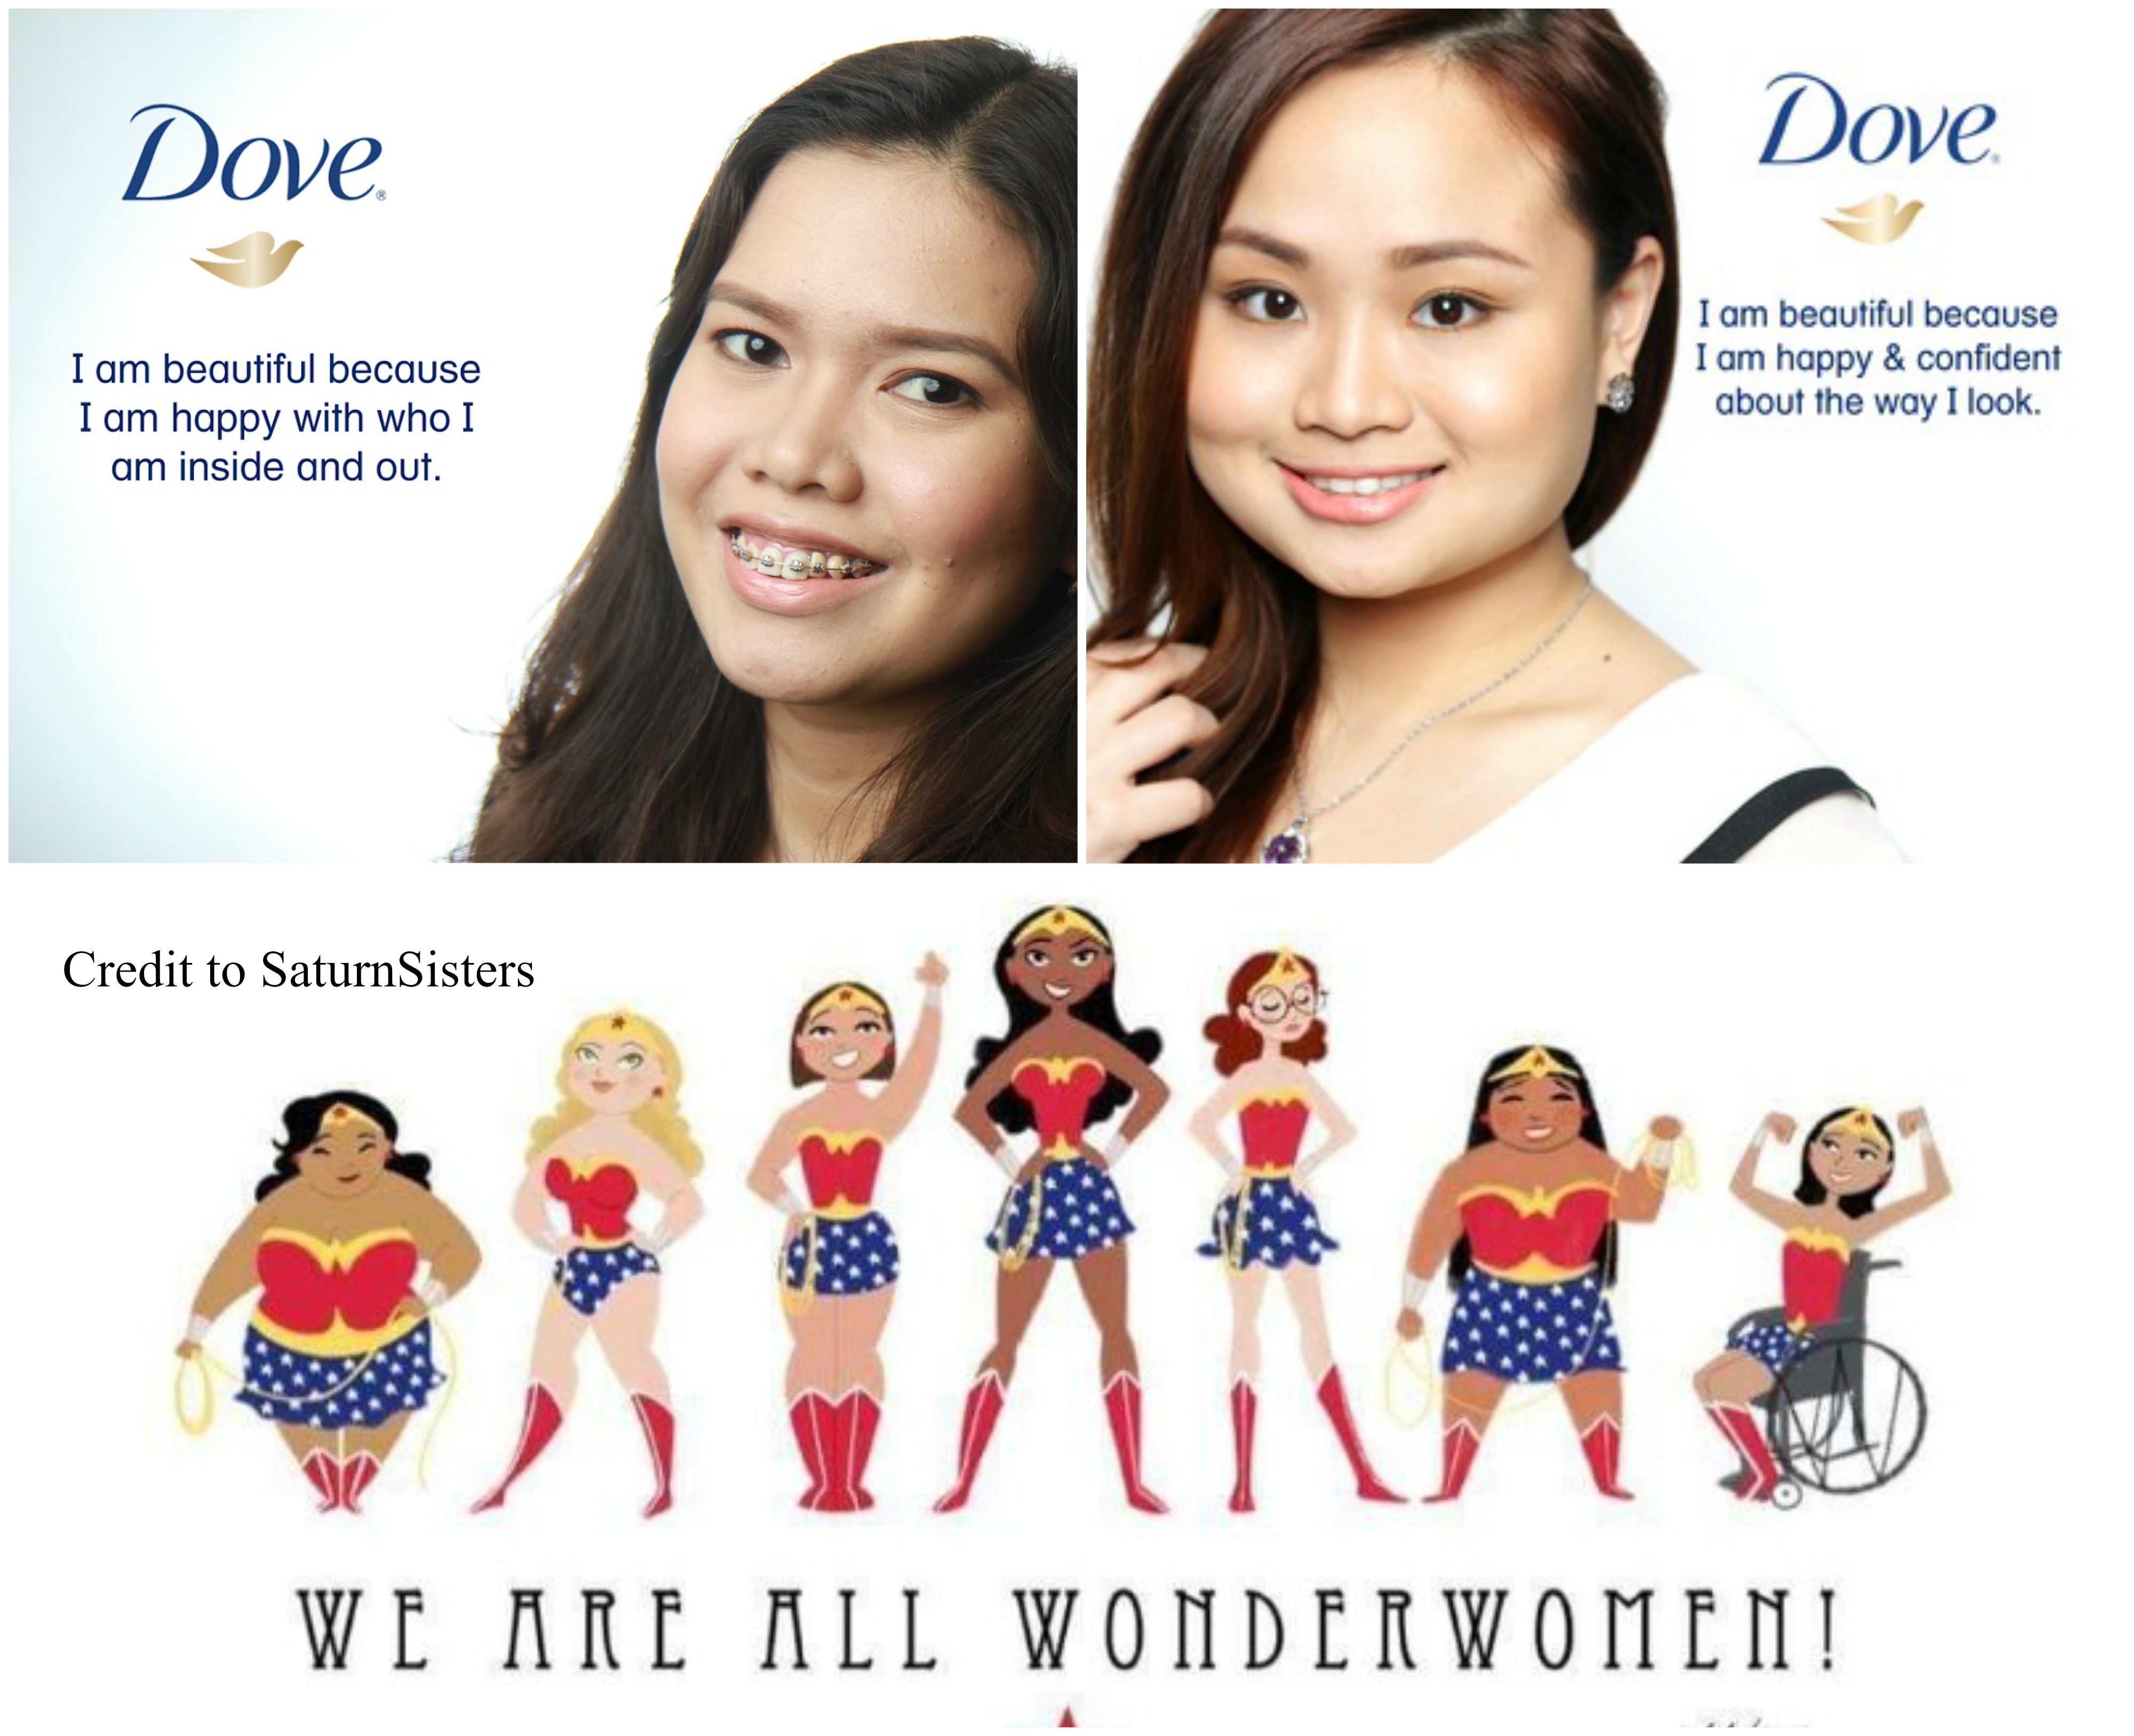 Dove
I am beautiful because
I am happy with who I
am inside and out.
Dove
I am beautiful because
I am happy & confident
about the way I look.
Credit to SaturnSisters
WE ARE ALL WONDERWOMEN!